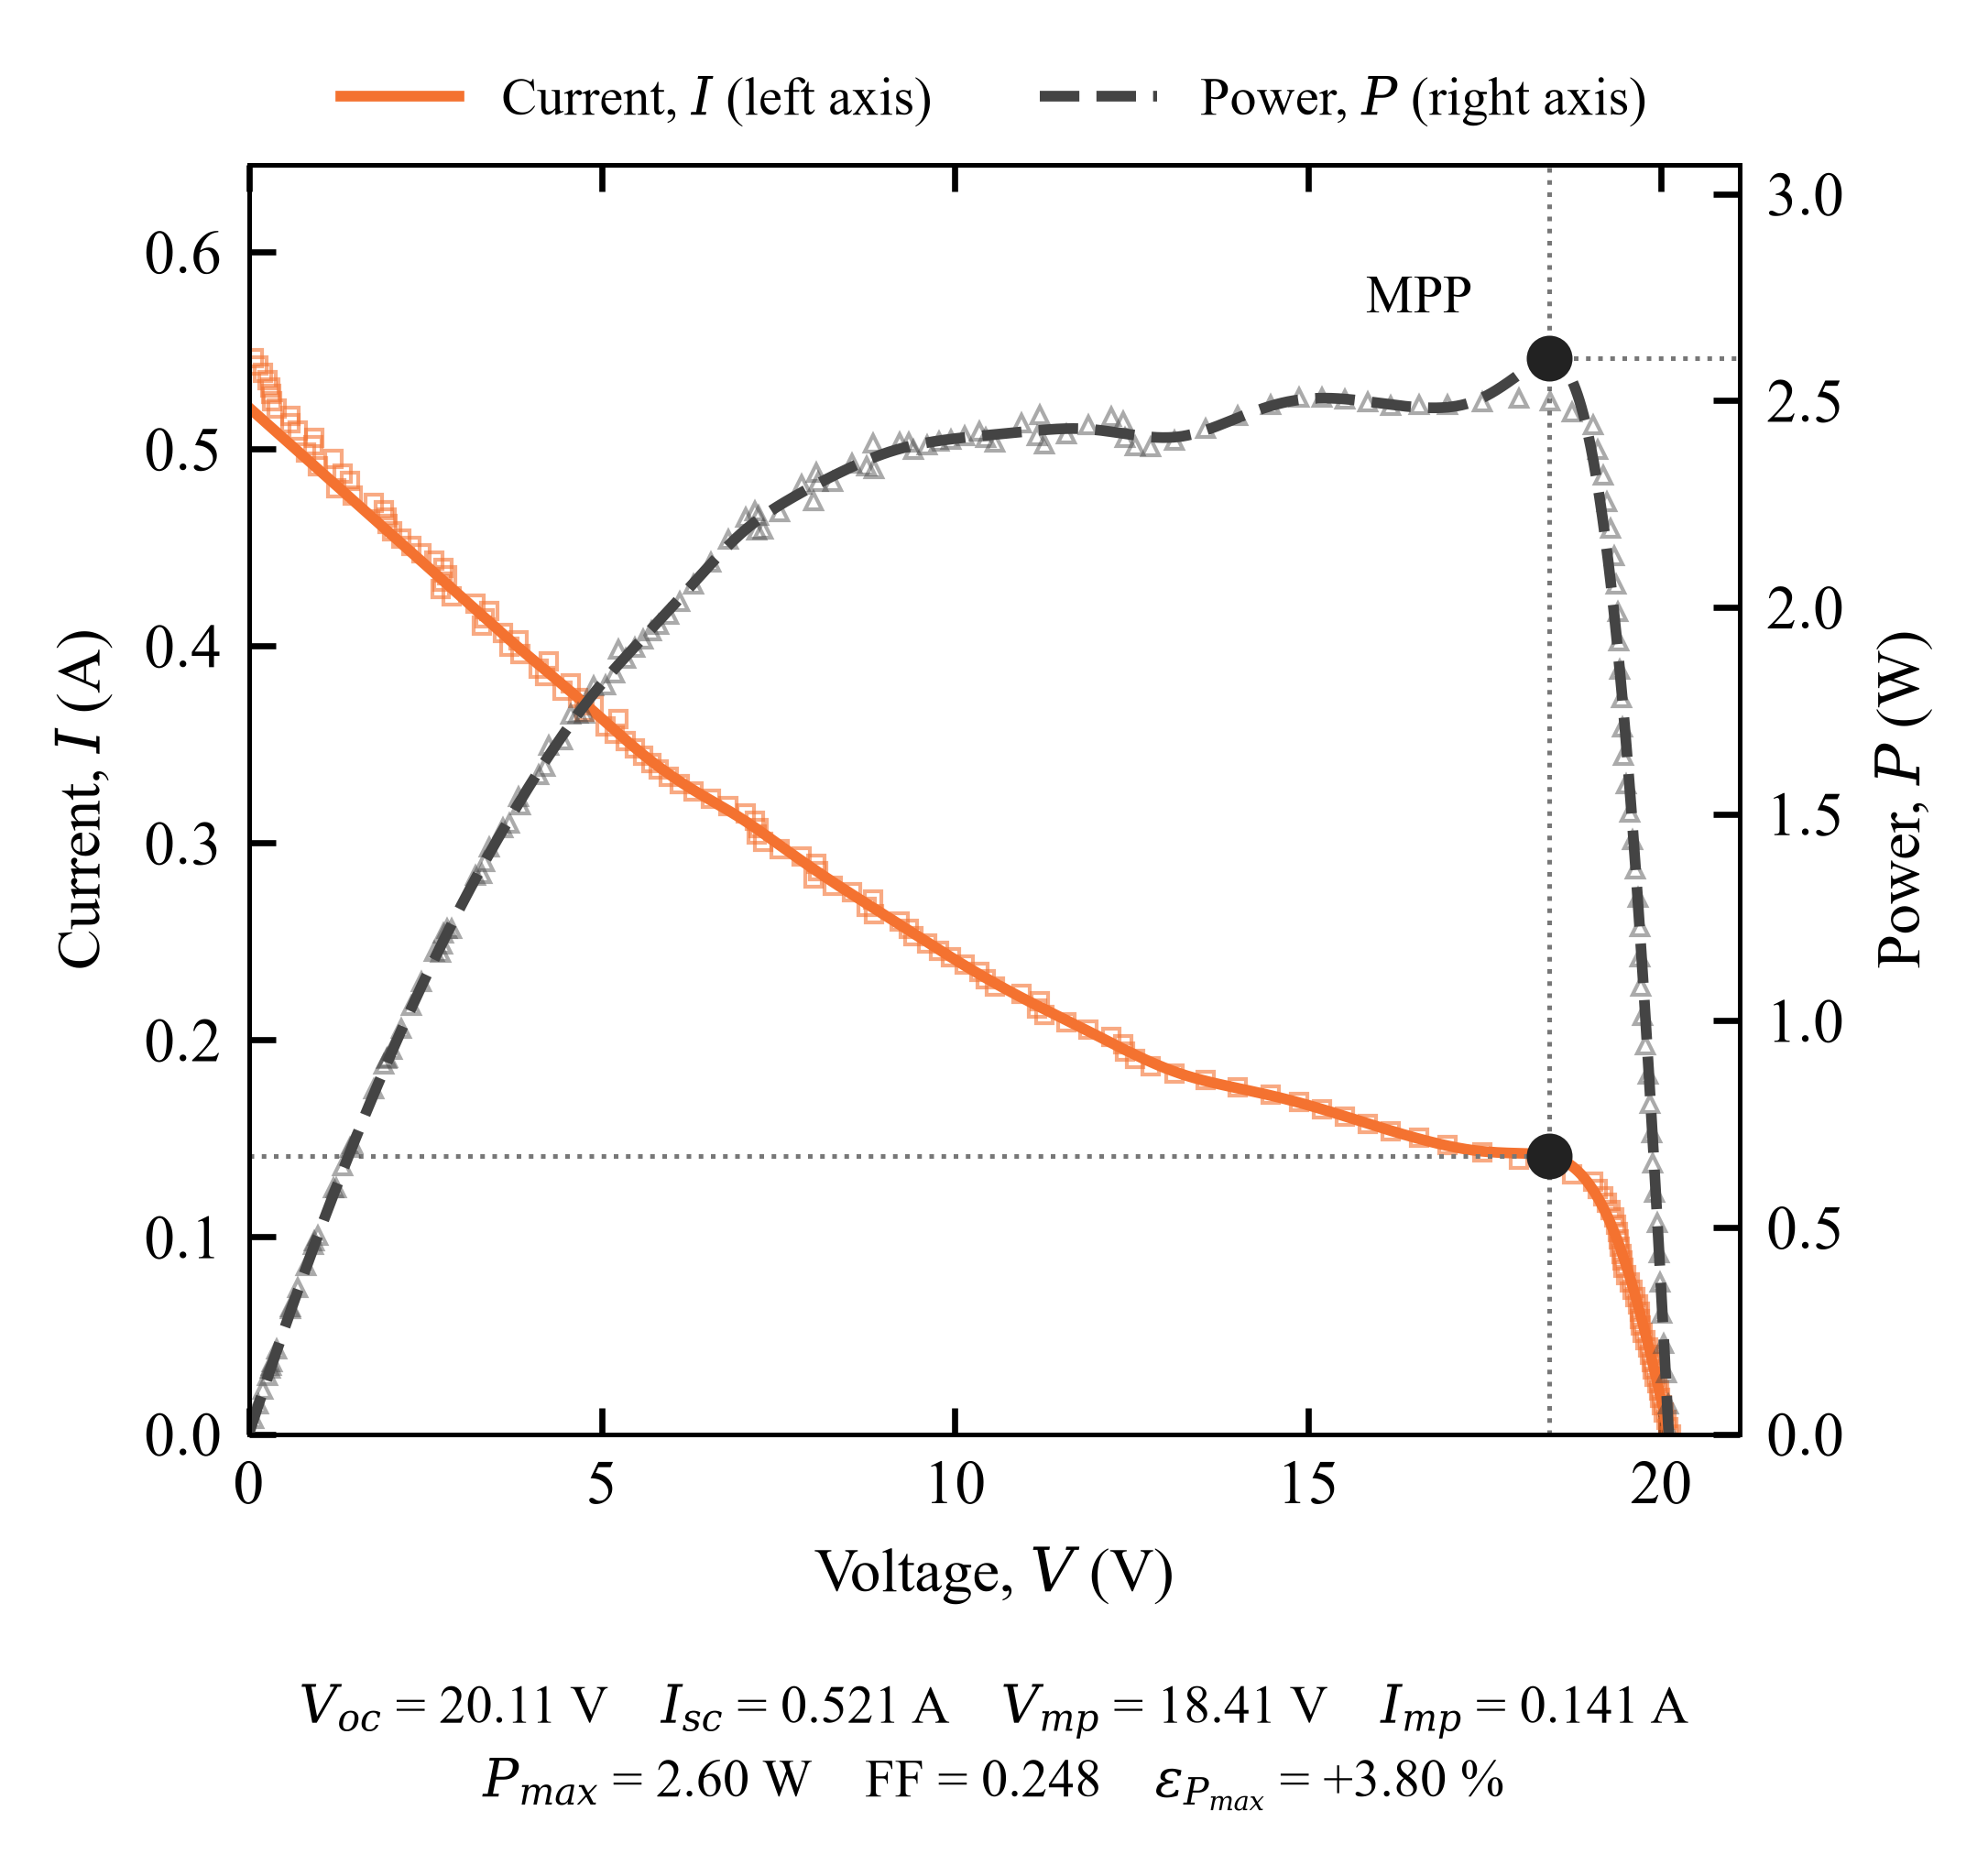 Current, I (left axis) Power, P (right axis)
MPP
0.6
0.5
0.4
0.3
0.2
0.1
0.0
Current, I (A)
3.0
2.5
2.0
1.5
1.0
0.5
0.0
Power, P (W)
0 5 10 15 20
Voltage, V (V)
V_oc = 20.11 V I_sc = 0.521 A V_mp = 18.41 V I_mp = 0.141 A
P_max = 2.60 W FF = 0.248 ε_P_max = +3.80 %